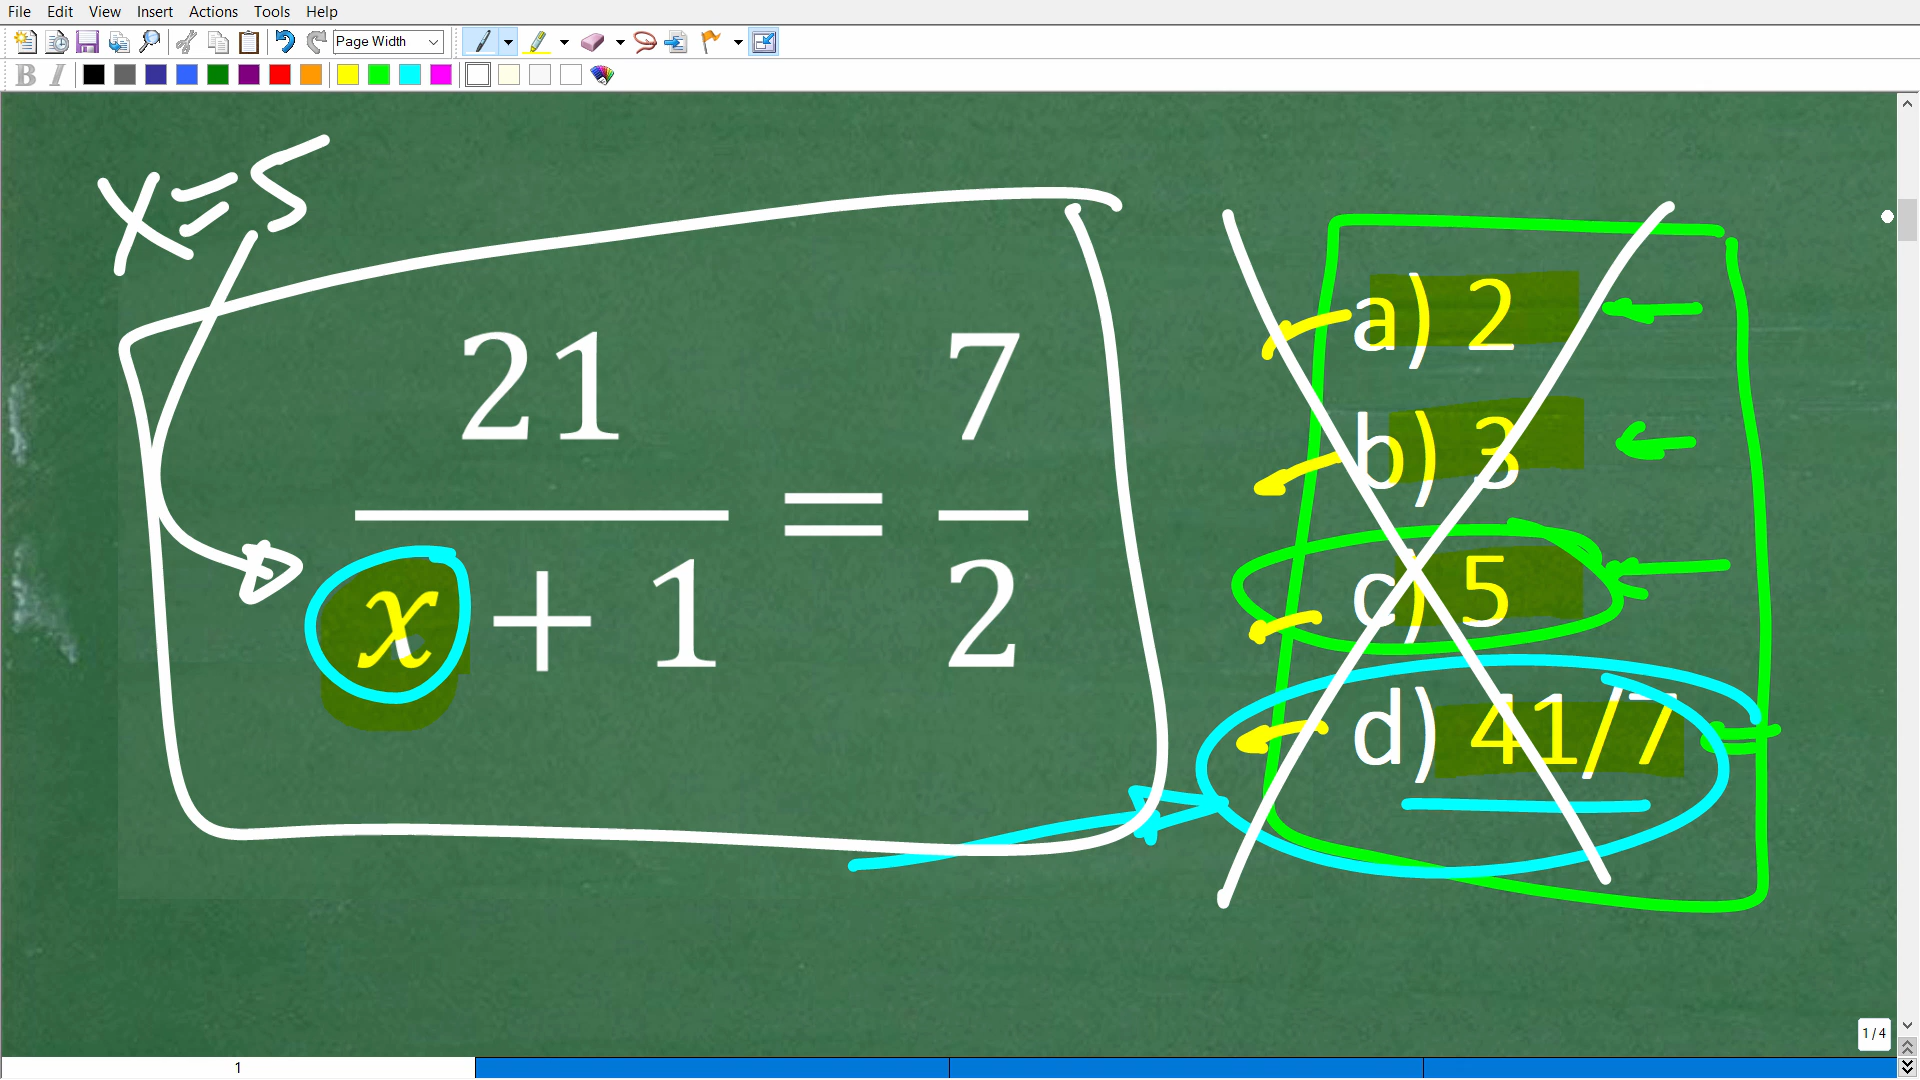 File Edit View Insert Actions Tools Help
Page Width
B I
x=5
21 7
= 
x + 1 2
a) 2
b) 3
c) 5
d) 41/7
1 / 4
1